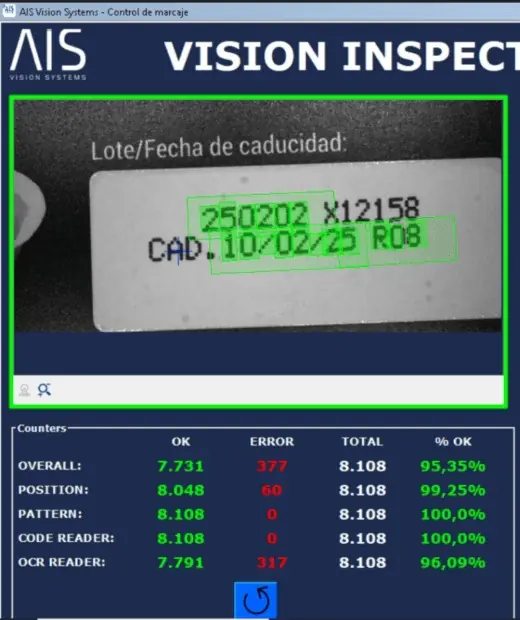 AIS Vision Systems - Control de marcaje
AIS
VISION SYSTEMS
VISION INSPECT
Lote/Fecha de caducidad:
250202 X12158
CAD. 10/02/25 R08
Counters
OK ERROR TOTAL % OK
OVERALL: 7.731 377 8.108 95,35%
POSITION: 8.048 60 8.108 99,25%
PATTERN: 8.108 0 8.108 100,0%
CODE READER: 8.108 0 8.108 100,0%
OCR READER: 7.791 317 8.108 96,09%